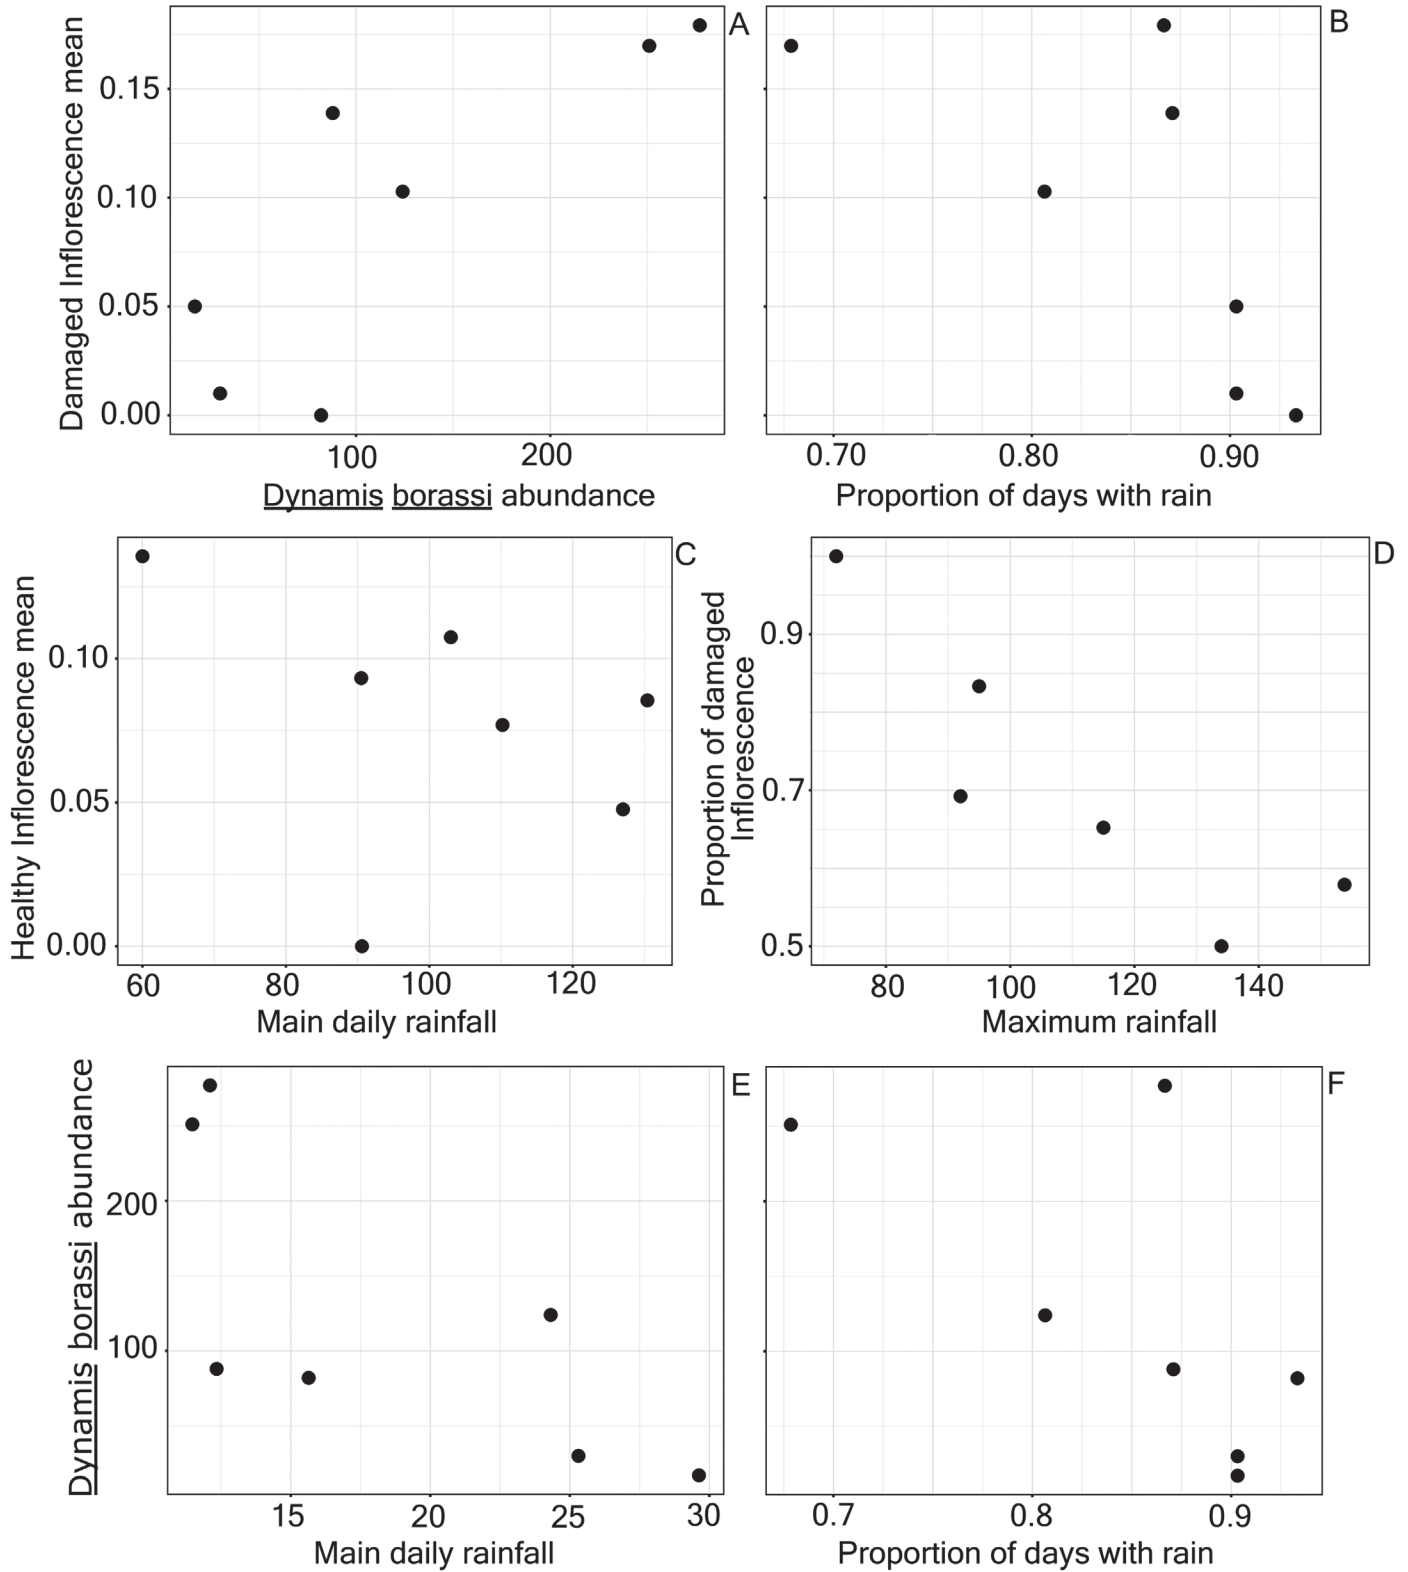 A
Damaged Inflorescence mean
0.15
0.10
0.05
0.00
100 200
Dynamis borassi abundance
B
0.70 0.80 0.90
Proportion of days with rain
C
Healthy Inflorescence mean
0.10
0.05
0.00
60 80 100 120
Main daily rainfall
D
Proportion of damaged
Inflorescence
0.9
0.7
0.5
80 100 120 140
Maximum rainfall
E
Dynamis borassi abundance
200
100
15 20 25 30
Main daily rainfall
F
0.7 0.8 0.9
Proportion of days with rain